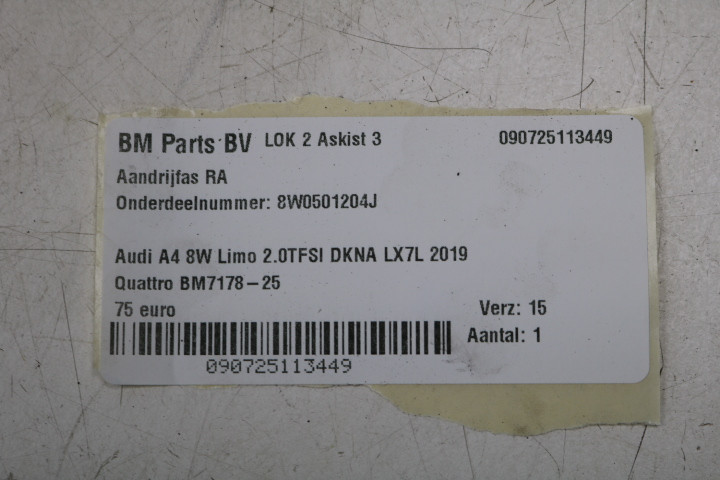 BM Parts BV LOK 2 Askist 3 090725113449
Aandrijfas RA
Onderdeelnummer: 8W0501204J
Audi A4 8W Limo 2.0TFSI DKNA LX7L 2019
Quattro BM7178-25
75 euro Verz: 15
Aantal: 1
090725113449